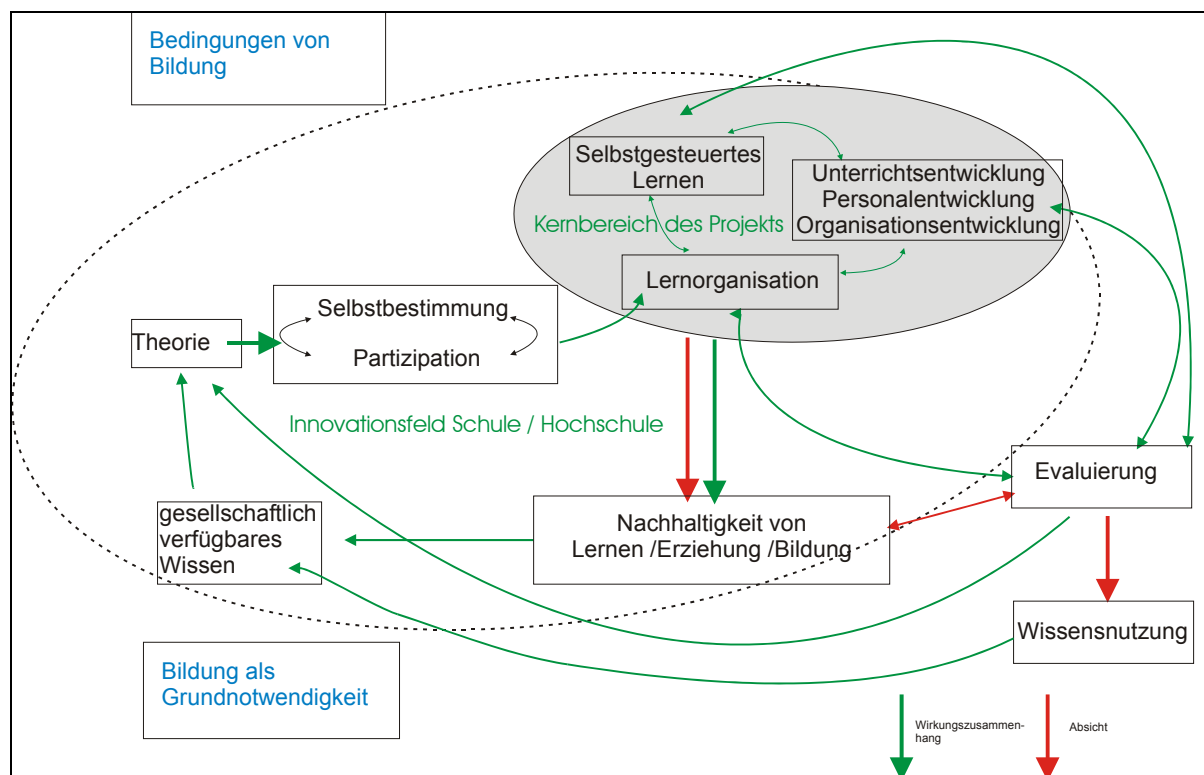 Bedingungen von
Bildung
Selbstgesteuertes
Lernen
Unterrichtsentwicklung
Personalentwicklung
Organisationsentwicklung
Kernbereich des Projekts
Lernorganisation
Selbstbestimmung
Partizipation
Theorie
Innovationsfeld Schule / Hochschule
Evaluierung
gesellschaftlich
verfügbares
Wissen
Nachhaltigkeit von
Lernen /Erziehung /Bildung
Wissensnutzung
Bildung als
Grundnotwendigkeit
Wirkungszusammen-
hang
Absicht